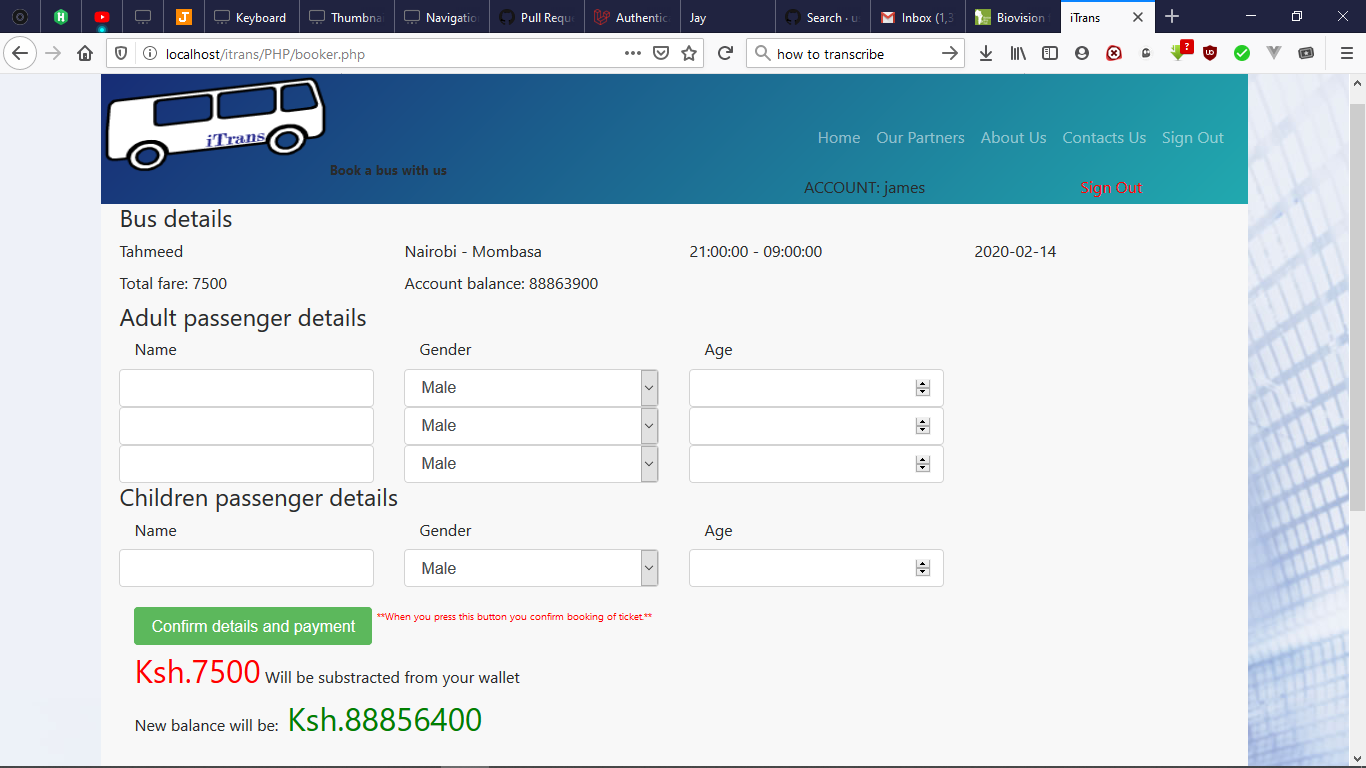 Keyboard Thumbna Navigation Pull Requ Authentic Jay Search · u Inbox (1,3 Biovision f iTrans
localhost/itrans/PHP/booker.php how to transcribe
iTrans
Home Our Partners About Us Contacts Us Sign Out
Book a bus with us
ACCOUNT: james Sign Out
Bus details
Tahmeed Nairobi - Mombasa 21:00:00 - 09:00:00 2020-02-14
Total fare: 7500 Account balance: 88863900
Adult passenger details
Name Gender Age
Male
Male
Male
Children passenger details
Name Gender Age
Male
Confirm details and payment **When you press this button you confirm booking of ticket.**
Ksh.7500 Will be substracted from your wallet
New balance will be: Ksh.88856400